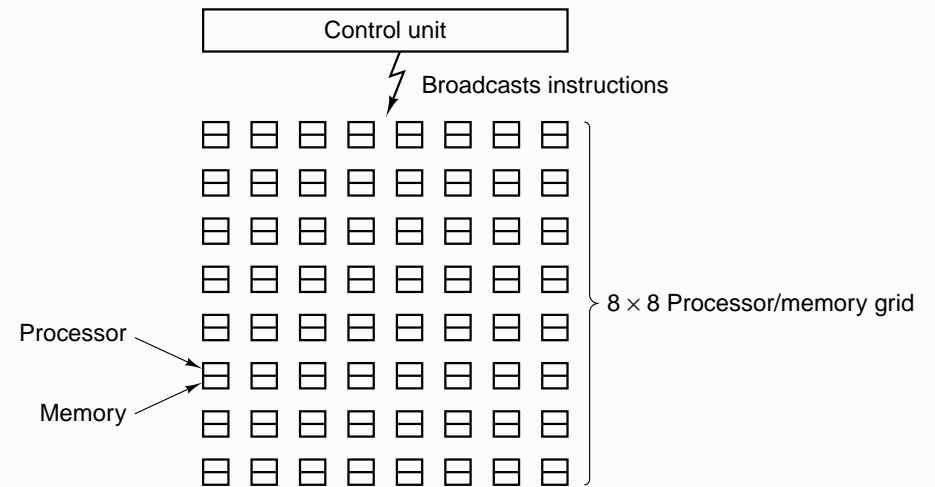 Control unit
Broadcasts instructions
8 × 8 Processor/memory grid
Processor
Memory